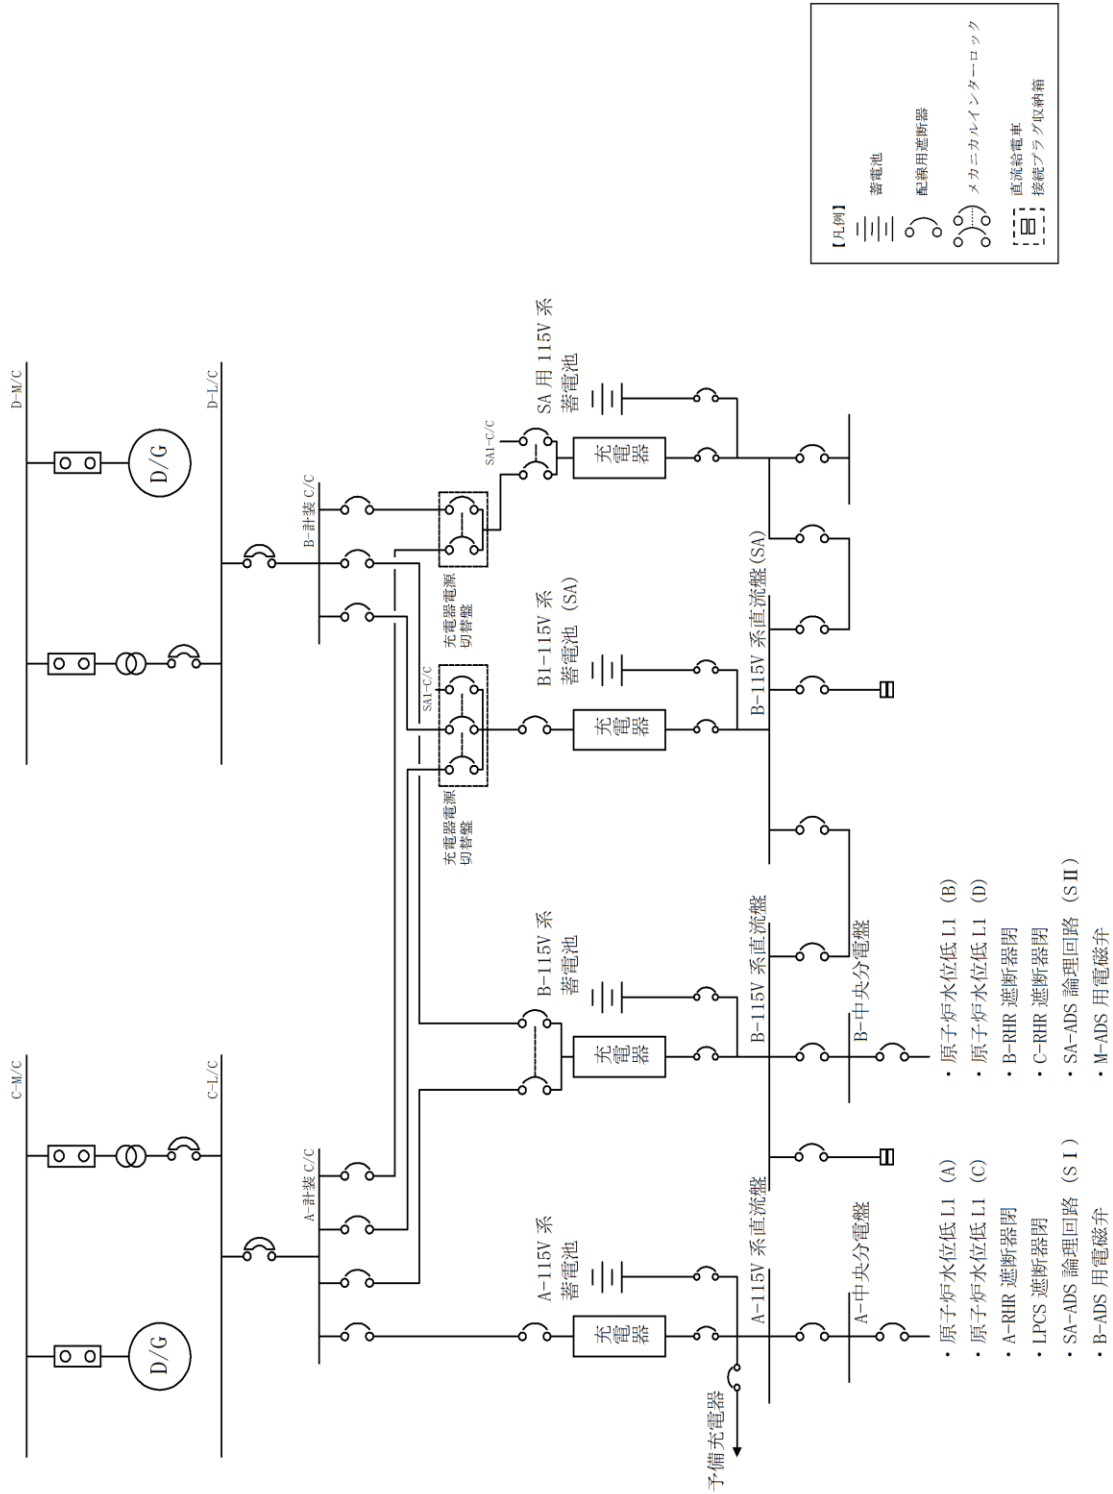 C-M/C
D-M/C
D/G
D/G
C-L/C
D-L/C
A-計装 C/C
B-計装 C/C
充電器電源
切替盤
SA1-C/C
充電器電源
切替盤
SA1-C/C
A-115V 系
蓄電池
B-115V 系
蓄電池
B1-115V 系
蓄電池 (SA)
SA 用 115V 系
蓄電池
充電器
充電器
充電器
充電器
予備充電器
A-115V 系直流盤
B-115V 系直流盤
B-115V 系直流盤(SA)
A-中央分電盤
B-中央分電盤
・原子炉水位低 L1 (A)
・原子炉水位低 L1 (C)
・A-RHR 遮断器閉
・LPCS 遮断器閉
・SA-ADS 論理回路 (SⅠ)
・B-ADS 用電磁弁
・原子炉水位低 L1 (B)
・原子炉水位低 L1 (D)
・B-RHR 遮断器閉
・C-RHR 遮断器閉
・SA-ADS 論理回路 (SⅡ)
・M-ADS 用電磁弁
【凡例】
蓄電池
配線用遮断器
メカニカルインターロック
直流給電車
接続プラグ収納箱